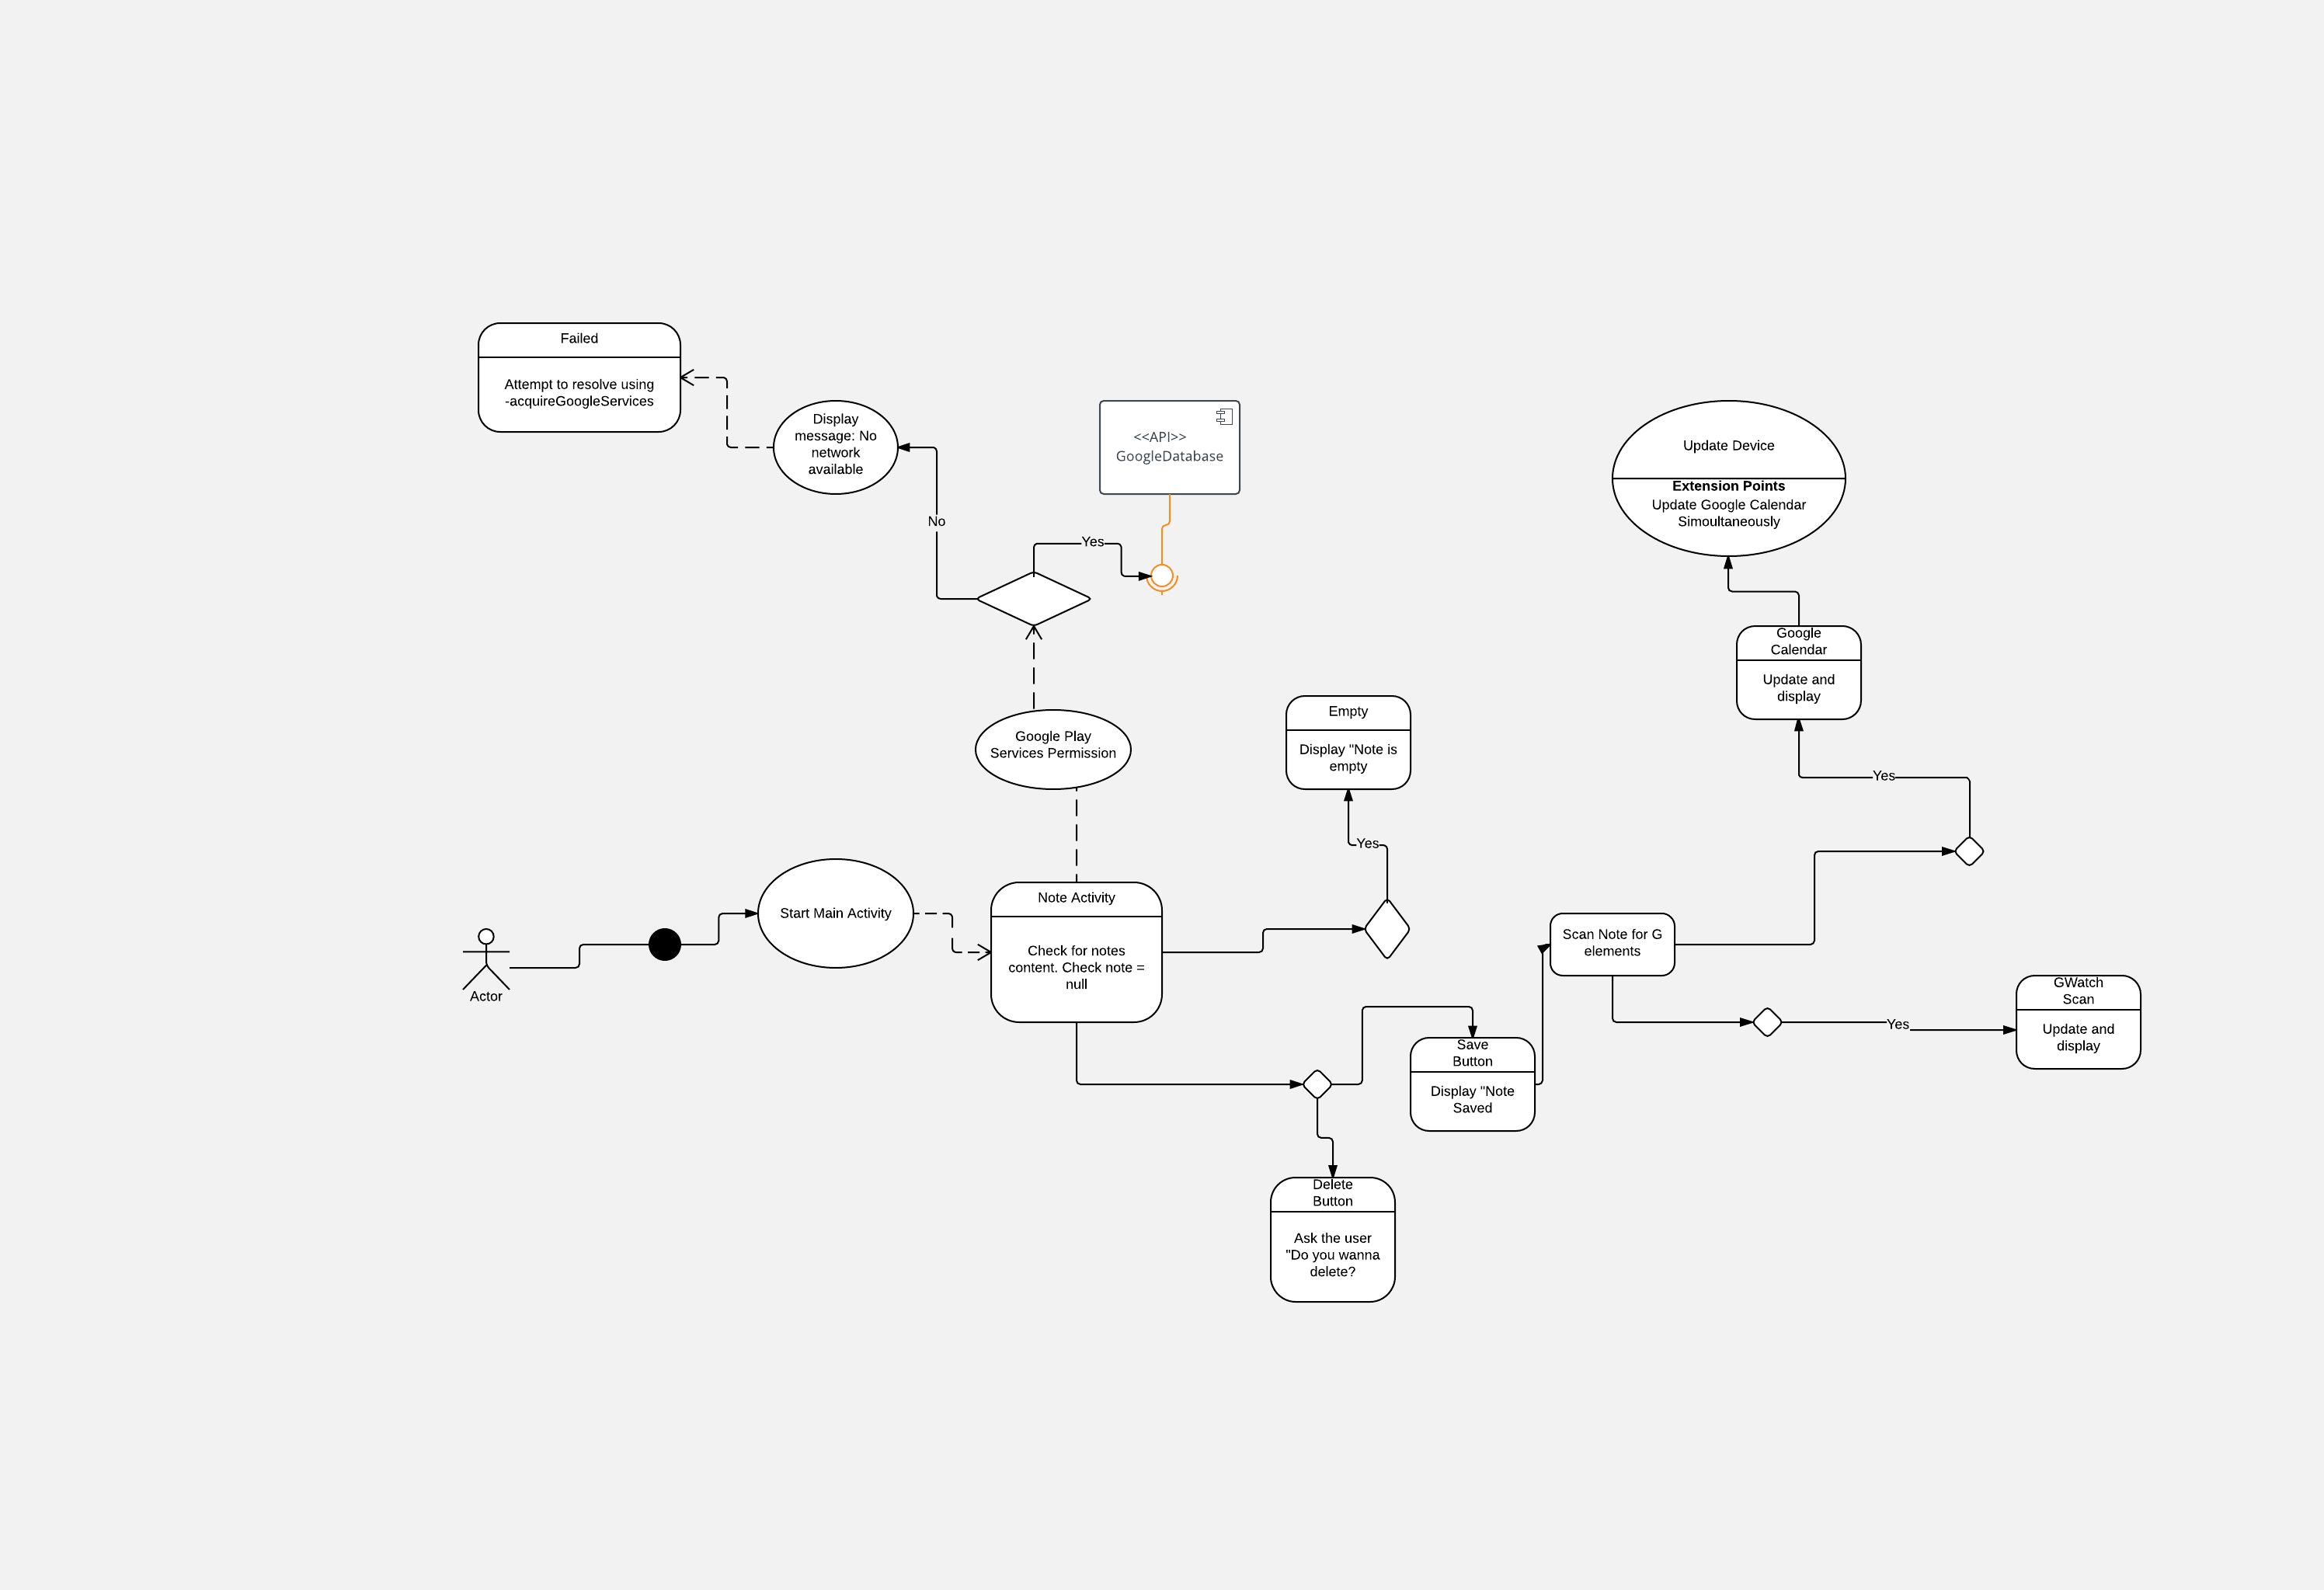 Failed
Attempt to resolve using
-acquireGoogleServices
Display
message: No
network
available
<<API>>
GoogleDatabase
Update Device
Extension Points
Update Google Calendar
Simoultaneously
No
Yes
Google
Calendar
Update and
display
Google Play
Services Permission
Empty
Display "Note is
empty
Yes
Yes
Start Main Activity
Note Activity
Check for notes
content. Check note =
null
Actor
Scan Note for G
elements
GWatch
Scan
Update and
display
Yes
Save
Button
Display "Note
Saved
Delete
Button
Ask the user
"Do you wanna
delete?